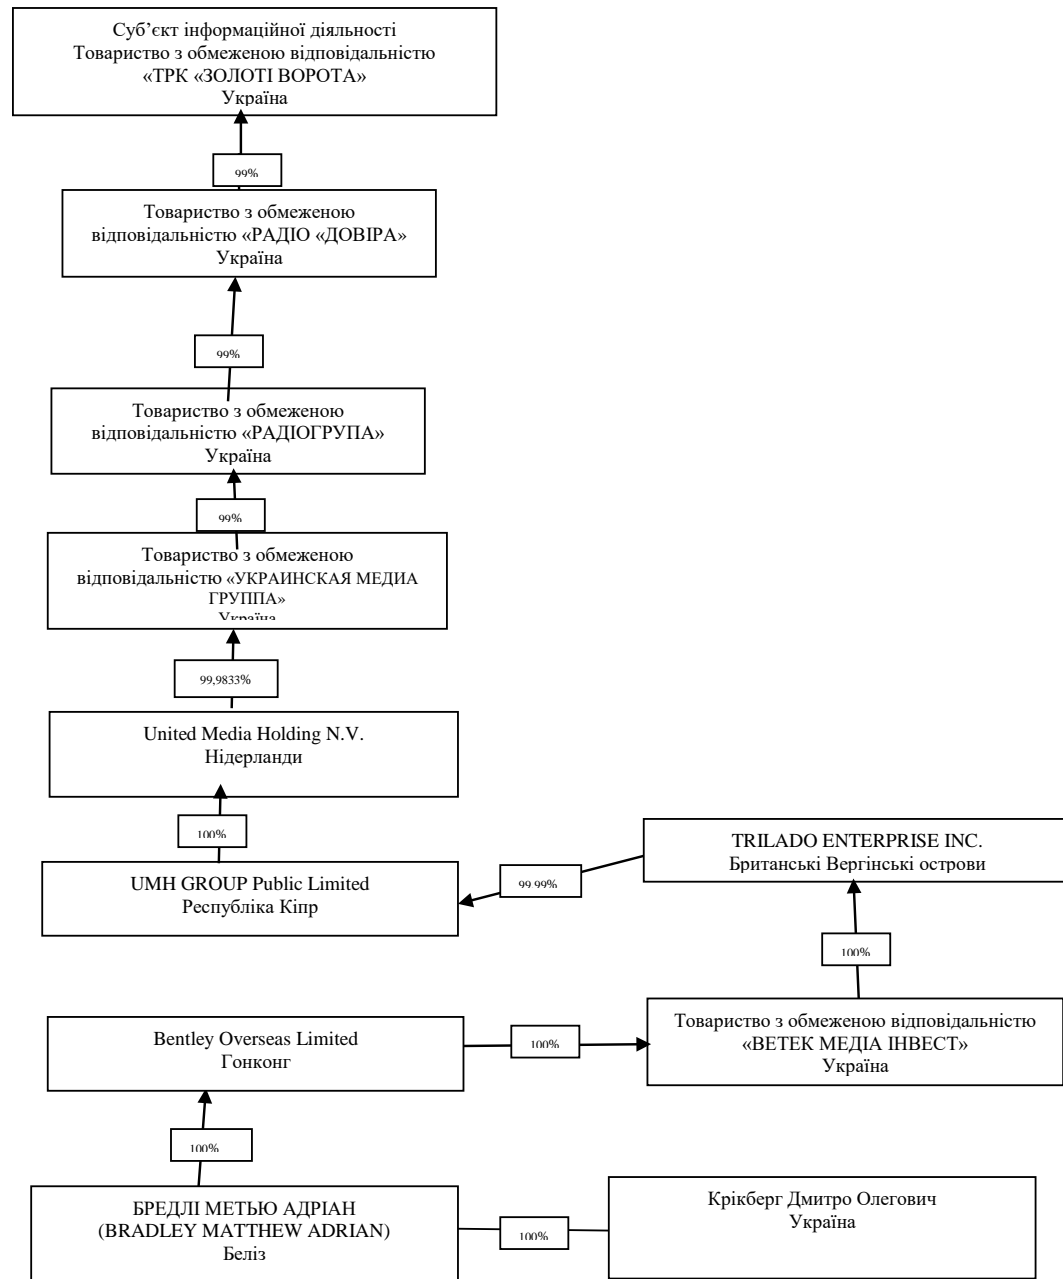 Суб’єкт інформаційної діяльності
Товариство з обмеженою відповідальністю
«ТРК «ЗОЛОТІ ВОРОТА»
Україна
99%
Товариство з обмеженою
відповідальністю «РАДІО «ДОВІРА»
Україна
99%
Товариство з обмеженою
відповідальністю «РАДІОГРУПА»
Україна
99%
Товариство з обмеженою
відповідальністю «УКРАИНСКАЯ МЕДИА
ГРУППА»
Україна
99,9833%
United Media Holding N.V.
Нідерланди
100%
UMH GROUP Public Limited
Республіка Кіпр
99,99%
TRILADO ENTERPRISE INC.
Британські Вергінські острови
100%
Товариство з обмеженою відповідальністю
«ВЕТЕК МЕДІА ІНВЕСТ»
Україна
Bentley Overseas Limited
Гонконг
100%
100%
БРЕДЛІ МЕТЬЮ АДРІАН
(BRADLEY MATTHEW ADRIAN)
Беліз
100%
Крікберг Дмитро Олегович
Україна